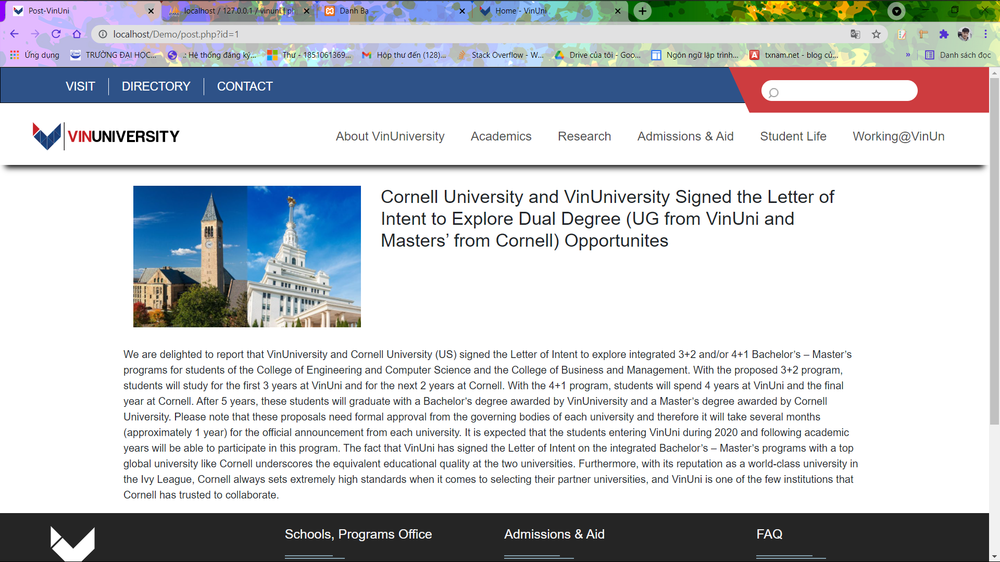 Post-VinUni
localhost / 127.0.0.1 / vinuni | ph
Danh Bạ
Home - VinUni
localhost/Demo/post.php?id=1
Ứng dụng
TRƯỜNG ĐẠI HỌC...
.: Hệ thống đăng ký...
Thư - 1851061369...
Hộp thư đến (128)...
Stack Overflow - W...
Drive của tôi - Goo...
Ngôn ngữ lập trình...
txnam.net - blog củ...
»
Danh sách đọc
VISIT
DIRECTORY
CONTACT
VINUNIVERSITY
About VinUniversity
Academics
Research
Admissions & Aid
Student Life
Working@VinUn
Cornell University and VinUniversity Signed the Letter of
Intent to Explore Dual Degree (UG from VinUni and
Masters’ from Cornell) Opportunites
We are delighted to report that VinUniversity and Cornell University (US) signed the Letter of Intent to explore integrated 3+2 and/or 4+1 Bachelor’s – Master’s
programs for students of the College of Engineering and Computer Science and the College of Business and Management. With the proposed 3+2 program,
students will study for the first 3 years at VinUni and for the next 2 years at Cornell. With the 4+1 program, students will spend 4 years at VinUni and the final
year at Cornell. After 5 years, these students will graduate with a Bachelor’s degree awarded by VinUniversity and a Master’s degree awarded by Cornell
University. Please note that these proposals need formal approval from the governing bodies of each university and therefore it will take several months
(approximately 1 year) for the official announcement from each university. It is expected that the students entering VinUni during 2020 and following academic
years will be able to participate in this program. The fact that VinUni has signed the Letter of Intent on the integrated Bachelor’s – Master’s programs with a top
global university like Cornell underscores the equivalent educational quality at the two universities. Furthermore, with its reputation as a world-class university in
the Ivy League, Cornell always sets extremely high standards when it comes to selecting their partner universities, and VinUni is one of the few institutions that
Cornell has trusted to collaborate.
Schools, Programs Office
Admissions & Aid
FAQ